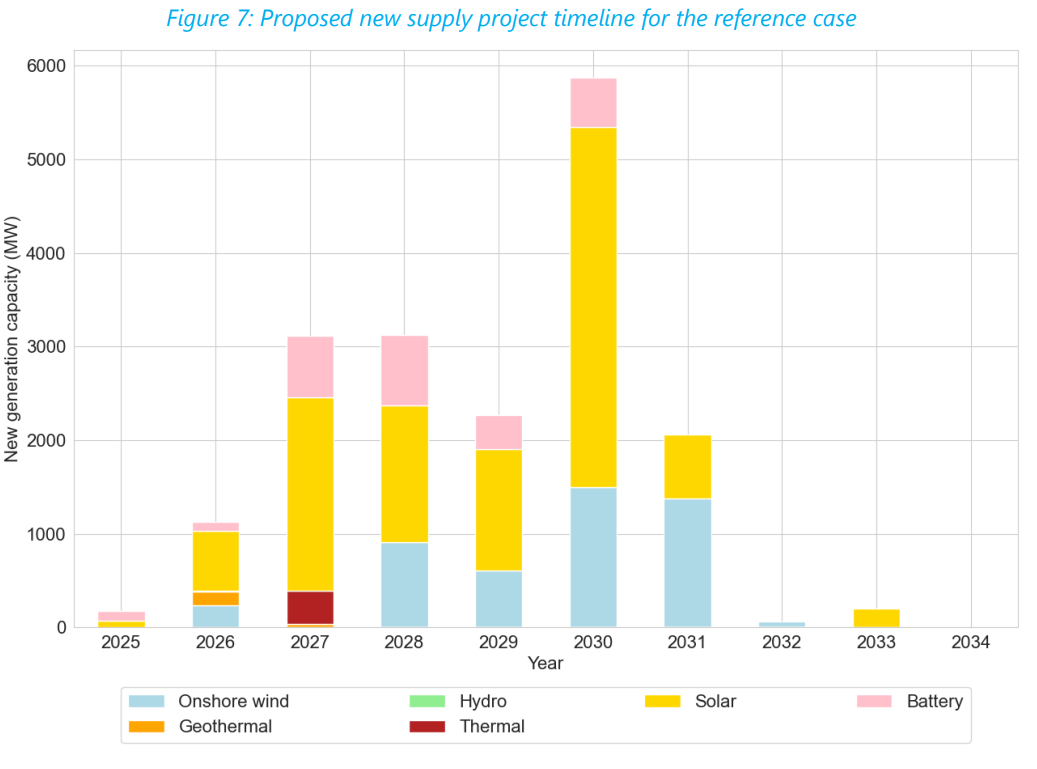 Figure 7: Proposed new supply project timeline for the reference case
6000
5000
4000
3000
2000
1000
0
New generation capacity (MW)
2025 2026 2027 2028 2029 2030 2031 2032 2033 2034
Year
Onshore wind Hydro Solar Battery
Geothermal Thermal